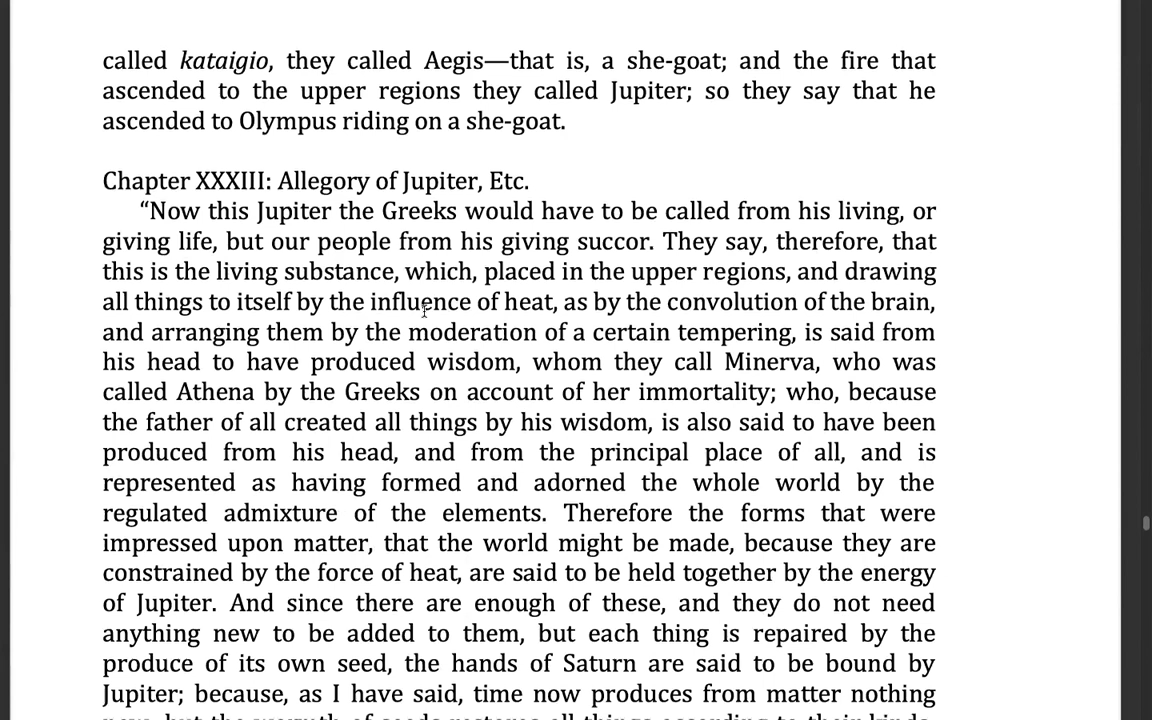 called kataigio, they called Aegis—that is, a she-goat; and the fire that
ascended to the upper regions they called Jupiter; so they say that he
ascended to Olympus riding on a she-goat.
Chapter XXXIII: Allegory of Jupiter, Etc.
“Now this Jupiter the Greeks would have to be called from his living, or
giving life, but our people from his giving succor. They say, therefore, that
this is the living substance, which, placed in the upper regions, and drawing
all things to itself by the influence of heat, as by the convolution of the brain,
and arranging them by the moderation of a certain tempering, is said from
his head to have produced wisdom, whom they call Minerva, who was
called Athena by the Greeks on account of her immortality; who, because
the father of all created all things by his wisdom, is also said to have been
produced from his head, and from the principal place of all, and is
represented as having formed and adorned the whole world by the
regulated admixture of the elements. Therefore the forms that were
impressed upon matter, that the world might be made, because they are
constrained by the force of heat, are said to be held together by the energy
of Jupiter. And since there are enough of these, and they do not need
anything new to be added to them, but each thing is repaired by the
produce of its own seed, the hands of Saturn are said to be bound by
Jupiter; because, as I have said, time now produces from matter nothing